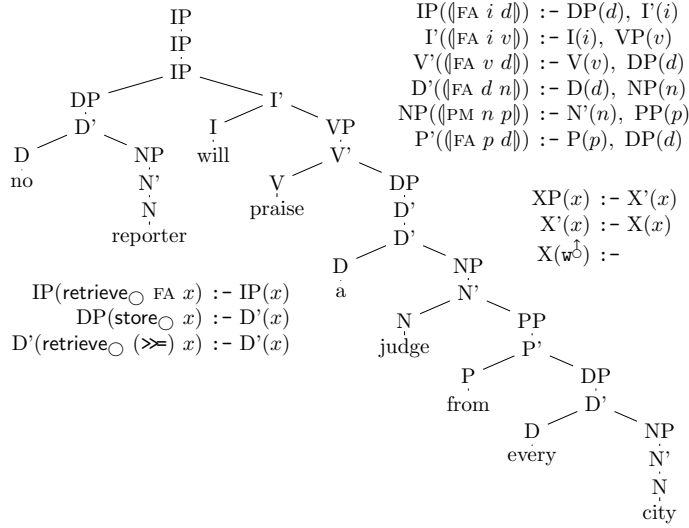 IP
IP
IP
DP I'
D' I VP
D NP will V'
no N' V DP
N praise D'
reporter D'
D NP
a N'
N PP
judge P'
P DP
from D'
D NP
every N'
N
city
IP(⦇FA i d⦈) :- DP(d), I'(i)
I'(⦇FA i v⦈) :- I(i), VP(v)
V'(⦇FA v d⦈) :- V(v), DP(d)
D'(⦇FA d n⦈) :- D(d), NP(n)
NP(⦇PM n p⦈) :- N'(n), PP(p)
P'(⦇FA p d⦈) :- P(p), DP(d)
XP(x) :- X'(x)
X'(x) :- X(x)
X(w○↑) :-
IP(retrieve○ FA x) :- IP(x)
DP(store○ x) :- D'(x)
D'(retrieve○ (≫=) x) :- D'(x)